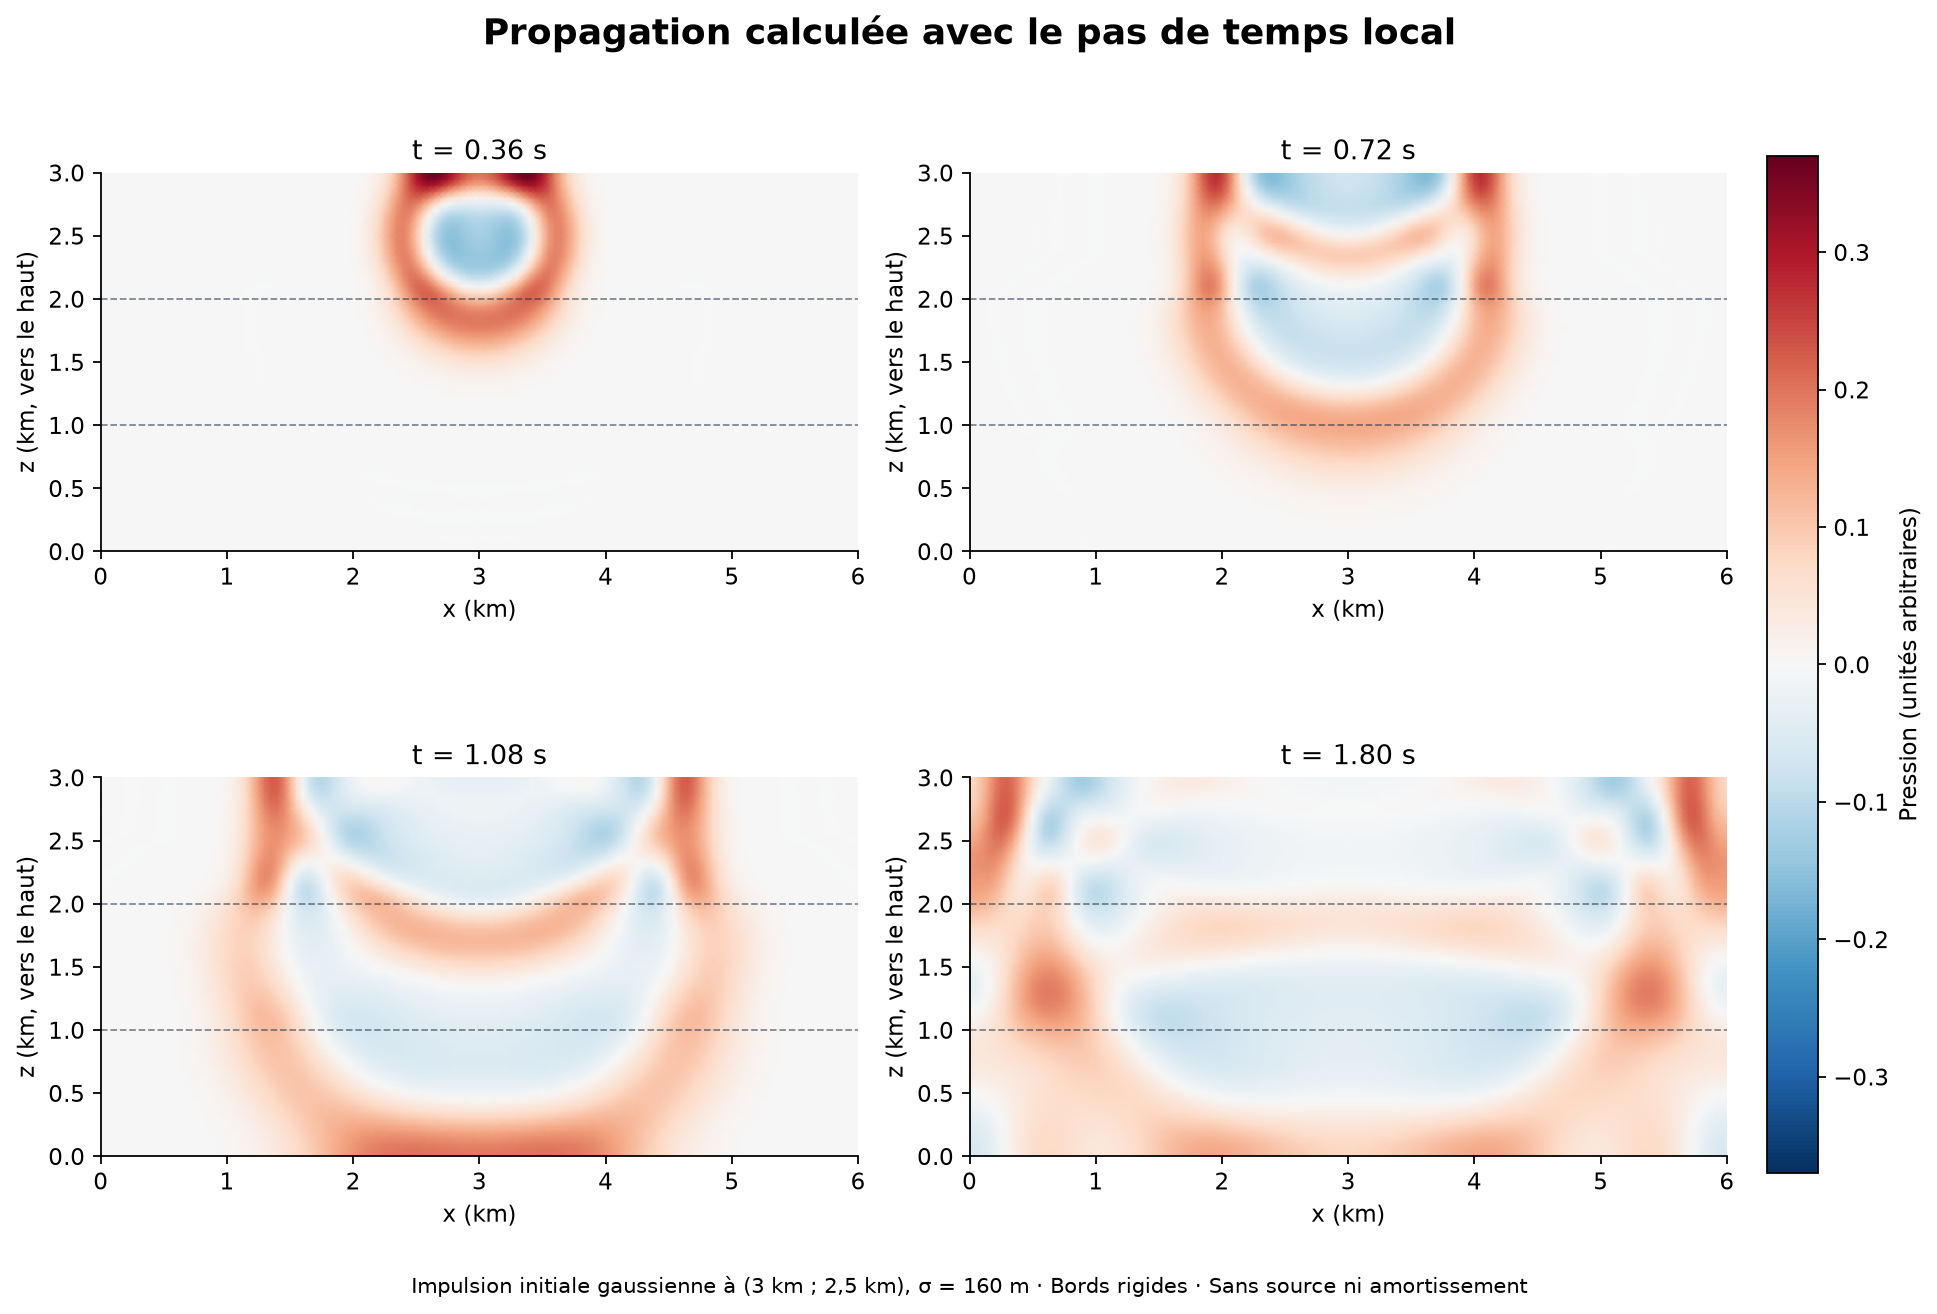 Propagation calculée avec le pas de temps local
t = 0.36 s
3.0
2.5
2.0
1.5
1.0
0.5
0.0
z (km, vers le haut)
0 1 2 3 4 5 6
x (km)
t = 0.72 s
3.0
2.5
2.0
1.5
1.0
0.5
0.0
z (km, vers le haut)
0 1 2 3 4 5 6
x (km)
t = 1.08 s
3.0
2.5
2.0
1.5
1.0
0.5
0.0
z (km, vers le haut)
0 1 2 3 4 5 6
x (km)
t = 1.80 s
3.0
2.5
2.0
1.5
1.0
0.5
0.0
z (km, vers le haut)
0 1 2 3 4 5 6
x (km)
0.3
0.2
0.1
0.0
−0.1
−0.2
−0.3
Pression (unités arbitraires)
Impulsion initiale gaussienne à (3 km ; 2,5 km), σ = 160 m · Bords rigides · Sans source ni amortissement